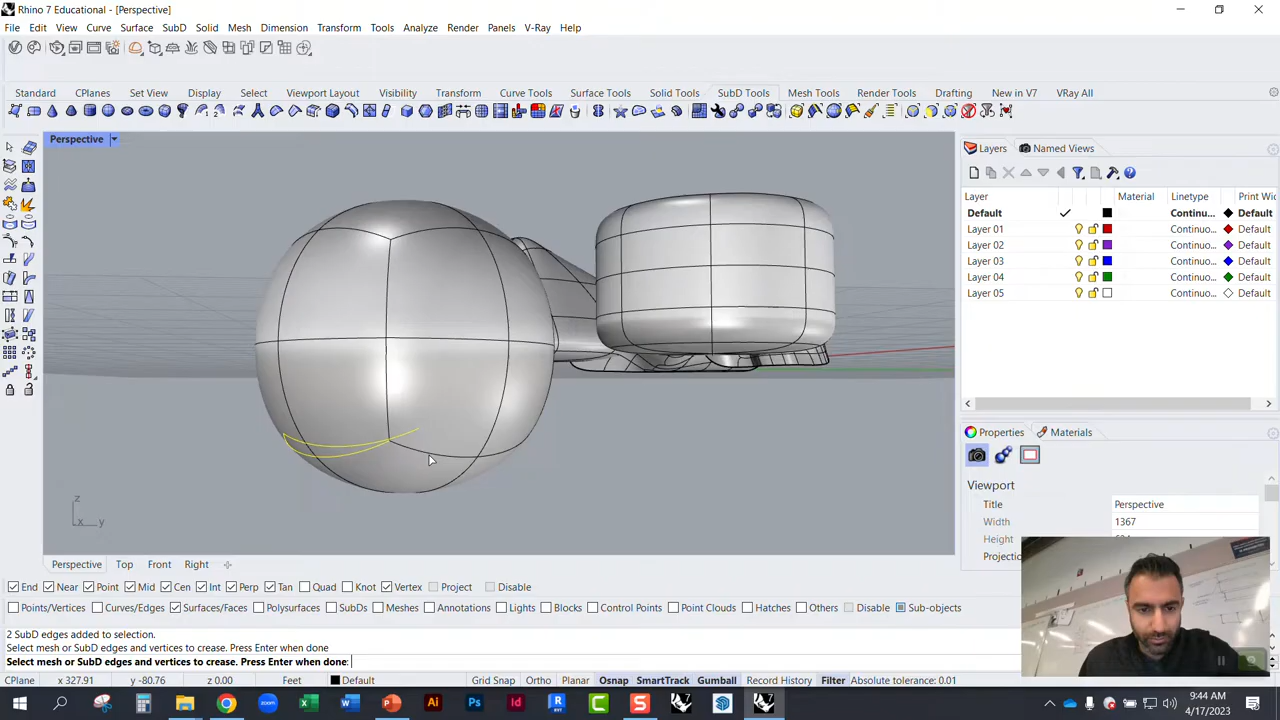 Rhino 7 Educational - [Perspective]
File Edit View Curve Surface SubD Solid Mesh Dimension Transform Tools Analyze Render Panels V-Ray Help
Standard CPlanes Set View Display Select Viewport Layout Visibility Transform Curve Tools Surface Tools Solid Tools SubD Tools Mesh Tools Render Tools Drafting New in V7 VRay All
Perspective
Layers Named Views
Layer Material Linetype Print Wi
Default Continu... Default
Layer 01 Continuo... Default
Layer 02 Continuo... Default
Layer 03 Continuo... Default
Layer 04 Continuo... Default
Layer 05 Continuo... Default
Properties Materials
Viewport
Title Perspective
Width 1367
Height
Projectio
z
x y
Perspective Top Front Right
End Near Point Mid Cen Int Perp Tan Quad Knot Vertex Project Disable
Points/Vertices Curves/Edges Surfaces/Faces Polysurfaces SubDs Meshes Annotations Lights Blocks Control Points Point Clouds Hatches Others Disable Sub-objects
2 SubD edges added to selection.
Select mesh or SubD edges and vertices to crease. Press Enter when done
Select mesh or SubD edges and vertices to crease. Press Enter when done:
CPlane x 327.91 y -80.76 z 0.00 Feet Default Grid Snap Ortho Planar Osnap SmartTrack Gumball Record History Filter Absolute tolerance: 0.01
9:44 AM
4/17/2023